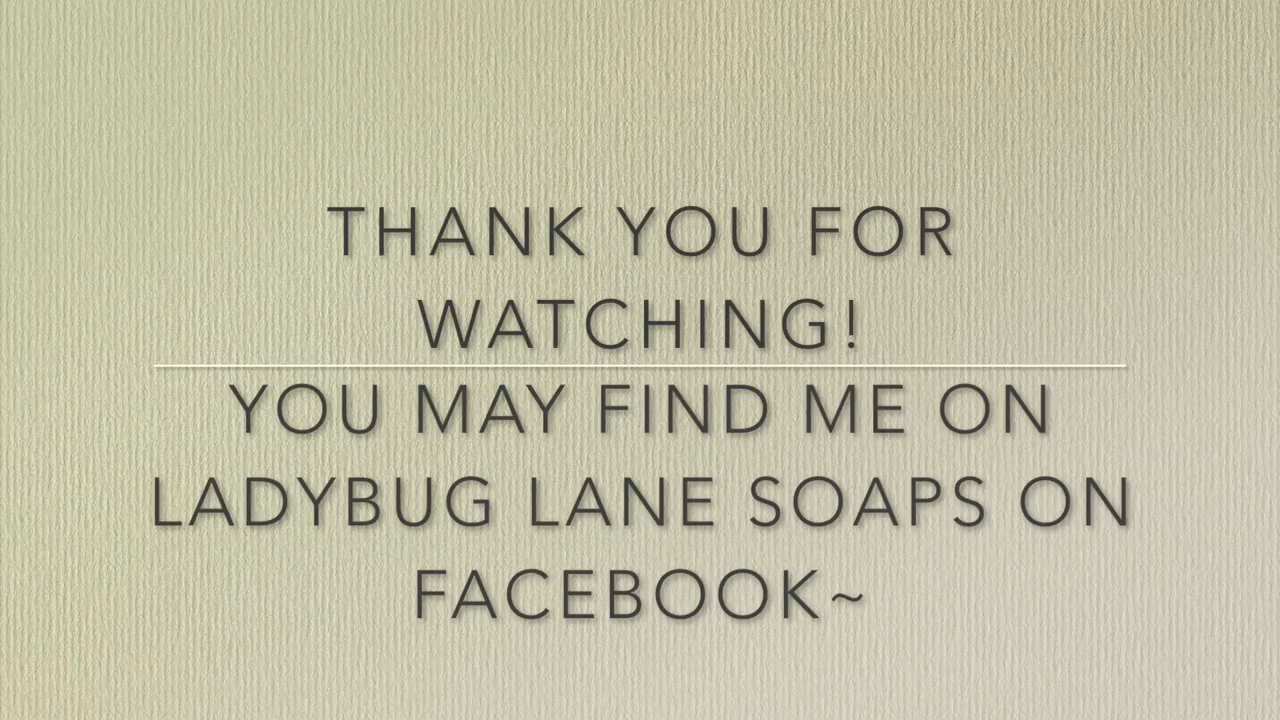 THANK YOU FOR
WATCHING!
YOU MAY FIND ME ON
LADYBUG LANE SOAPS ON
FACEBOOK~